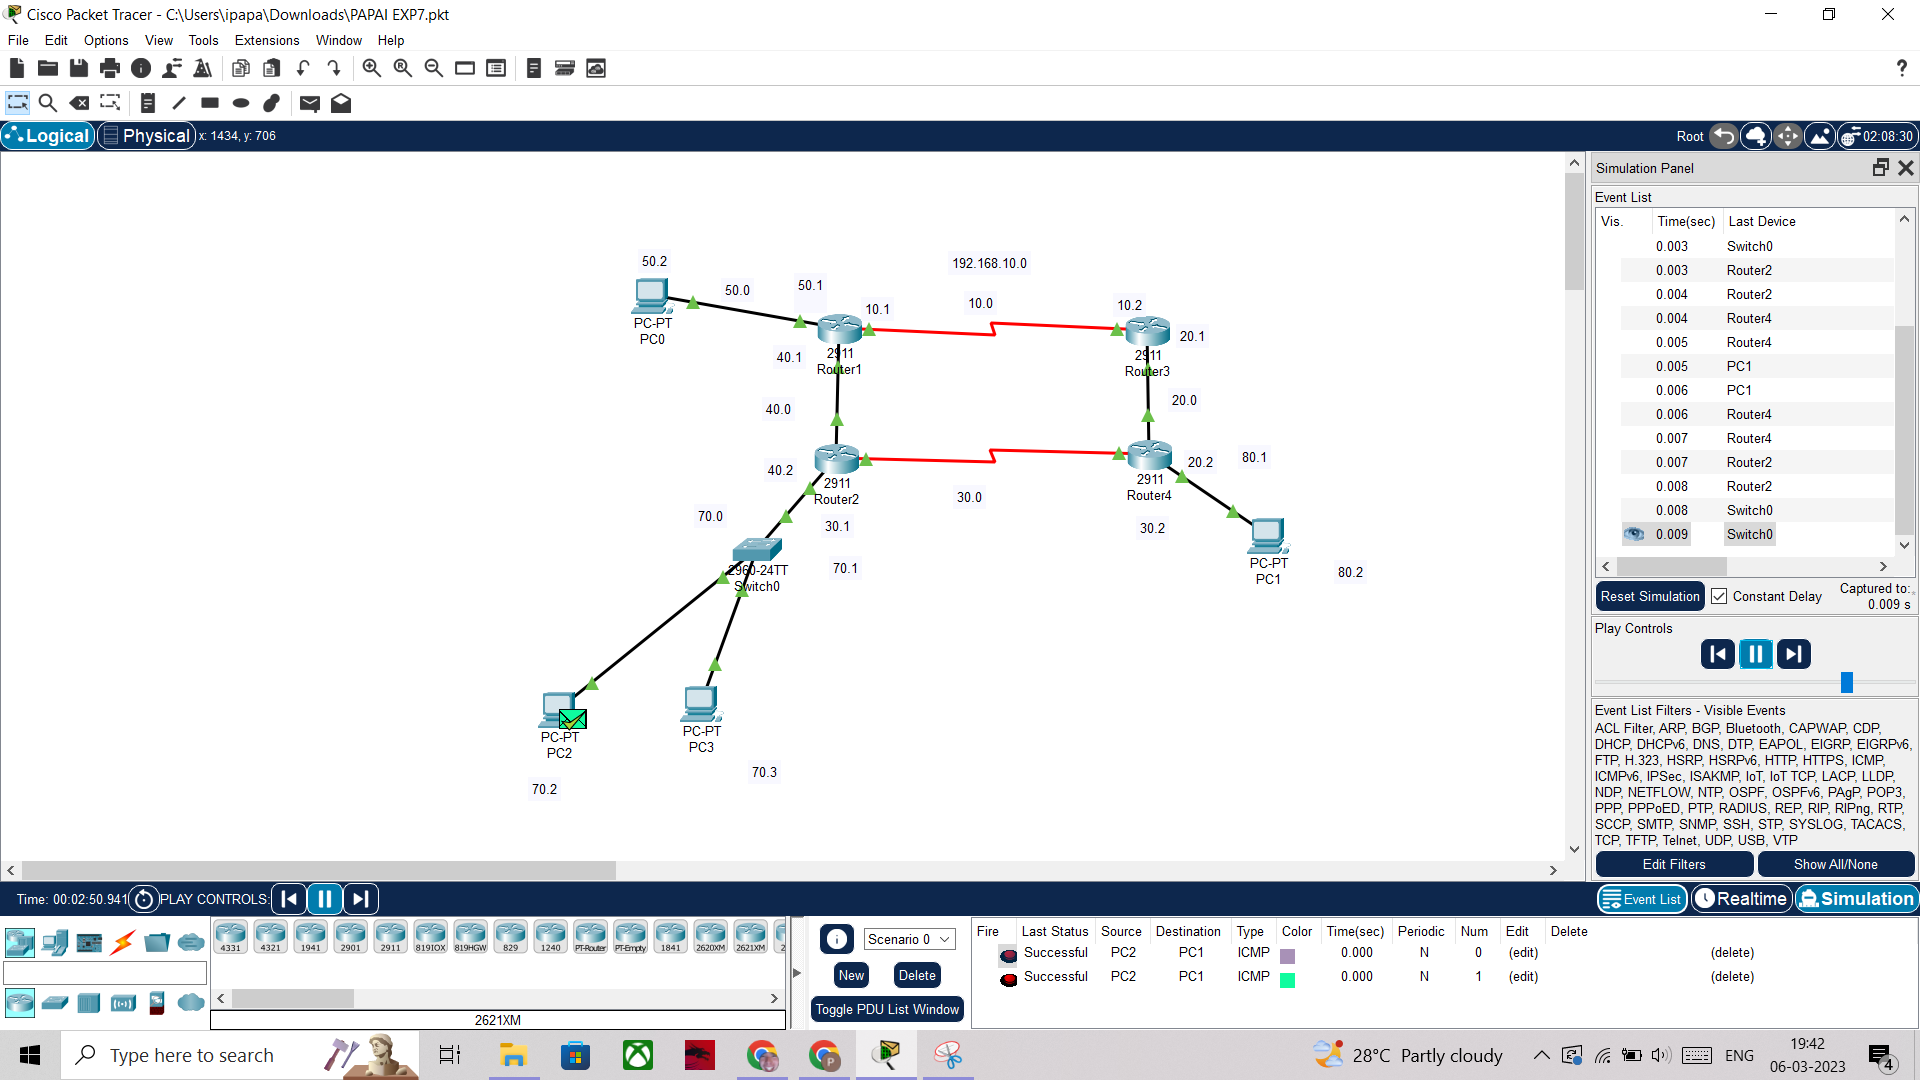 Cisco Packet Tracer - C:\Users\ipapa\Downloads\PAPAI EXP7.pkt
File Edit Options View Tools Extensions Window Help
Logical Physical x: 1434, y: 706
Root 02:08:30
50.2
50.0
50.1
192.168.10.0
10.1
10.0
10.2
PC-PT
PC0
2911
Router1
40.1
2911
Router3
20.1
40.0
20.0
40.2
2911
Router2
2911
Router4
20.2
80.1
30.0
70.0
30.1
30.2
2960-24TT
Switch0
70.1
PC-PT
PC1
80.2
PC-PT
PC2
PC-PT
PC3
70.3
70.2
Simulation Panel
Event List
Vis. Time(sec) Last Device
0.003 Switch0
0.003 Router2
0.004 Router2
0.004 Router4
0.005 Router4
0.005 PC1
0.006 PC1
0.006 Router4
0.007 Router4
0.007 Router2
0.008 Router2
0.008 Switch0
0.009 Switch0
Reset Simulation Constant Delay Captured to:
0.009 s
Play Controls
Event List Filters - Visible Events
ACL Filter, ARP, BGP, Bluetooth, CAPWAP, CDP,
DHCP, DHCPv6, DNS, DTP, EAPOL, EIGRP, EIGRPv6,
FTP, H.323, HSRP, HSRPv6, HTTP, HTTPS, ICMP,
ICMPv6, IPSec, ISAKMP, IoT, IoT TCP, LACP, LLDP,
NDP, NETFLOW, NTP, OSPF, OSPFv6, PAgP, POP3,
PPP, PPPoED, PTP, RADIUS, REP, RIP, RIPng, RTP,
SCCP, SMTP, SNMP, SSH, STP, SYSLOG, TACACS,
TCP, TFTP, Telnet, UDP, USB, VTP
Edit Filters Show All/None
Time: 00:02:50.941 PLAY CONTROLS:
Event List Realtime Simulation
4331 4321 1941 2901 2911 819IOX 819HGW 829 1240 PT-Router PT-Empty 1841 2620XM 2621XM 2
2621XM
Scenario 0
New Delete
Toggle PDU List Window
Fire Last Status Source Destination Type Color Time(sec) Periodic Num Edit Delete
Successful PC2 PC1 ICMP 0.000 N 0 (edit) (delete)
Successful PC2 PC1 ICMP 0.000 N 1 (edit) (delete)
Type here to search
28°C Partly cloudy
ENG
19:42
06-03-2023
4